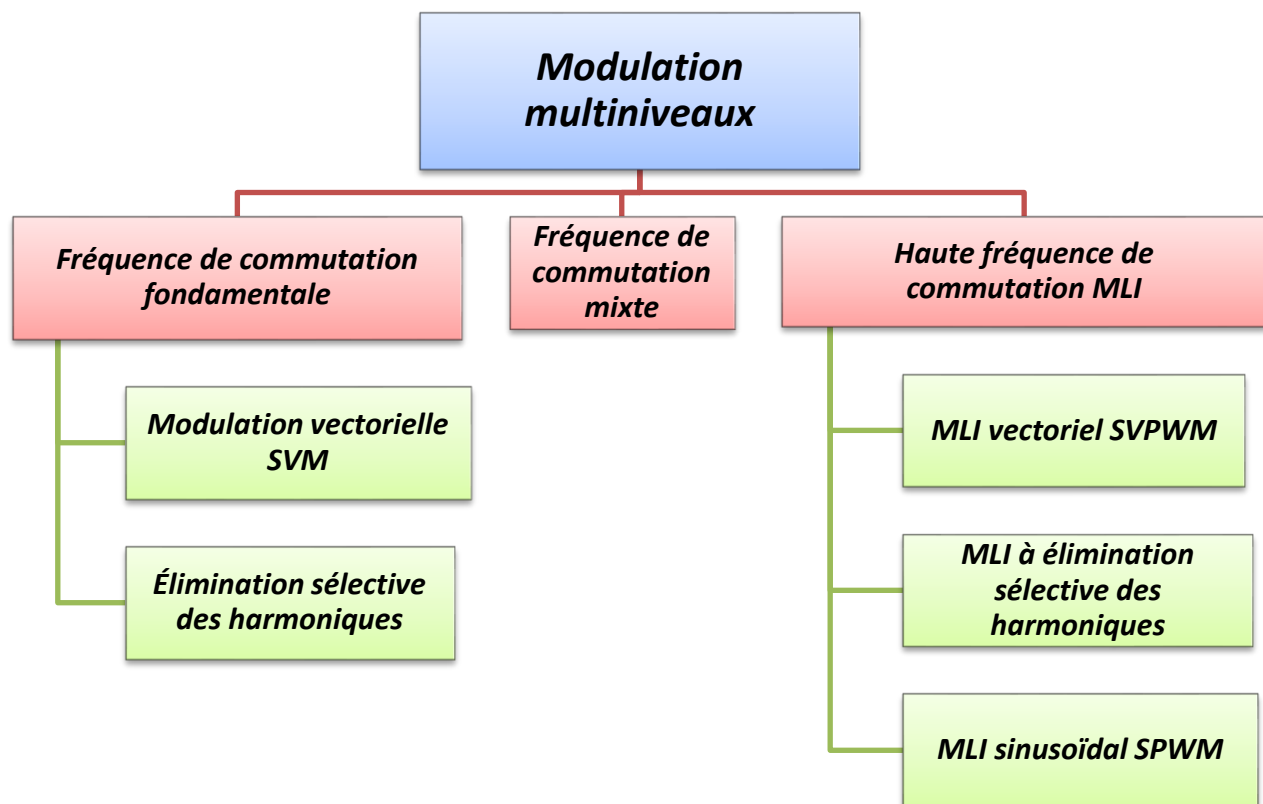 Modulation
multiniveaux
Fréquence de commutation
fondamentale
Fréquence de
commutation
mixte
Haute fréquence de
commutation MLI
Modulation vectorielle
SVM
Élimination sélective
des harmoniques
MLI vectoriel SVPWM
MLI à élimination
sélective des
harmoniques
MLI sinusoïdal SPWM